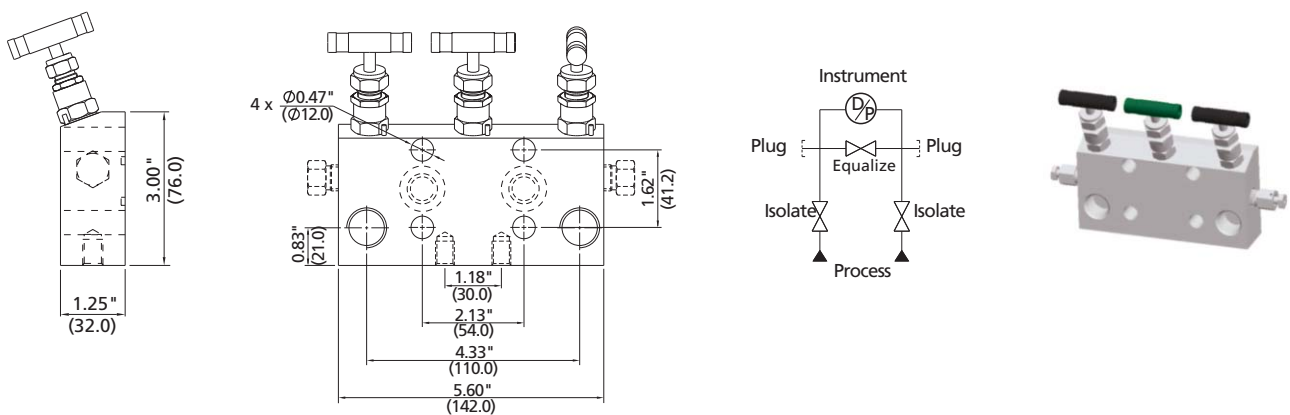 3.00"
(76.0)
1.25"
(32.0)
4 x Ø0.47"
(Ø12.0)
1.62"
(41.2)
0.83"
(21.0)
1.18"
(30.0)
2.13"
(54.0)
4.33"
(110.0)
5.60"
(142.0)
Instrument
D/P
Plug
Plug
Equalize
Isolate
Isolate
Process